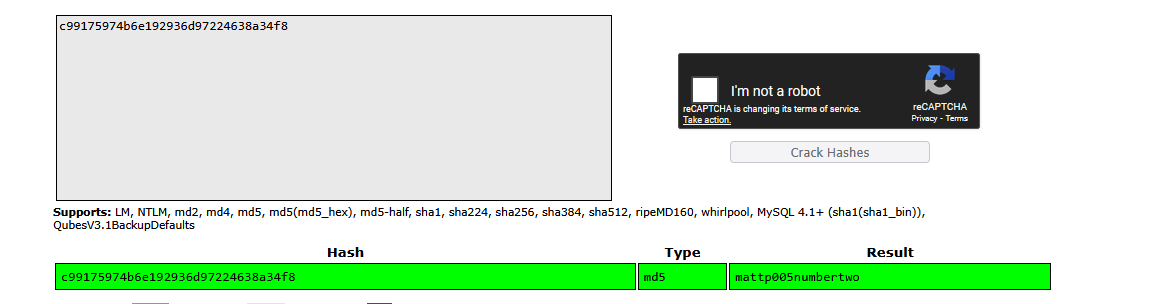 c99175974b6e192936d97224638a34f8
I'm not a robot
reCAPTCHA is changing its terms of service.
Take action.
reCAPTCHA
Privacy - Terms
Crack Hashes
Supports: LM, NTLM, md2, md4, md5, md5(md5_hex), md5-half, sha1, sha224, sha256, sha384, sha512, ripeMD160, whirlpool, MySQL 4.1+ (sha1(sha1_bin)),
QubesV3.1BackupDefaults
Hash Type Result
c99175974b6e192936d97224638a34f8 md5 mattp005numbertwo